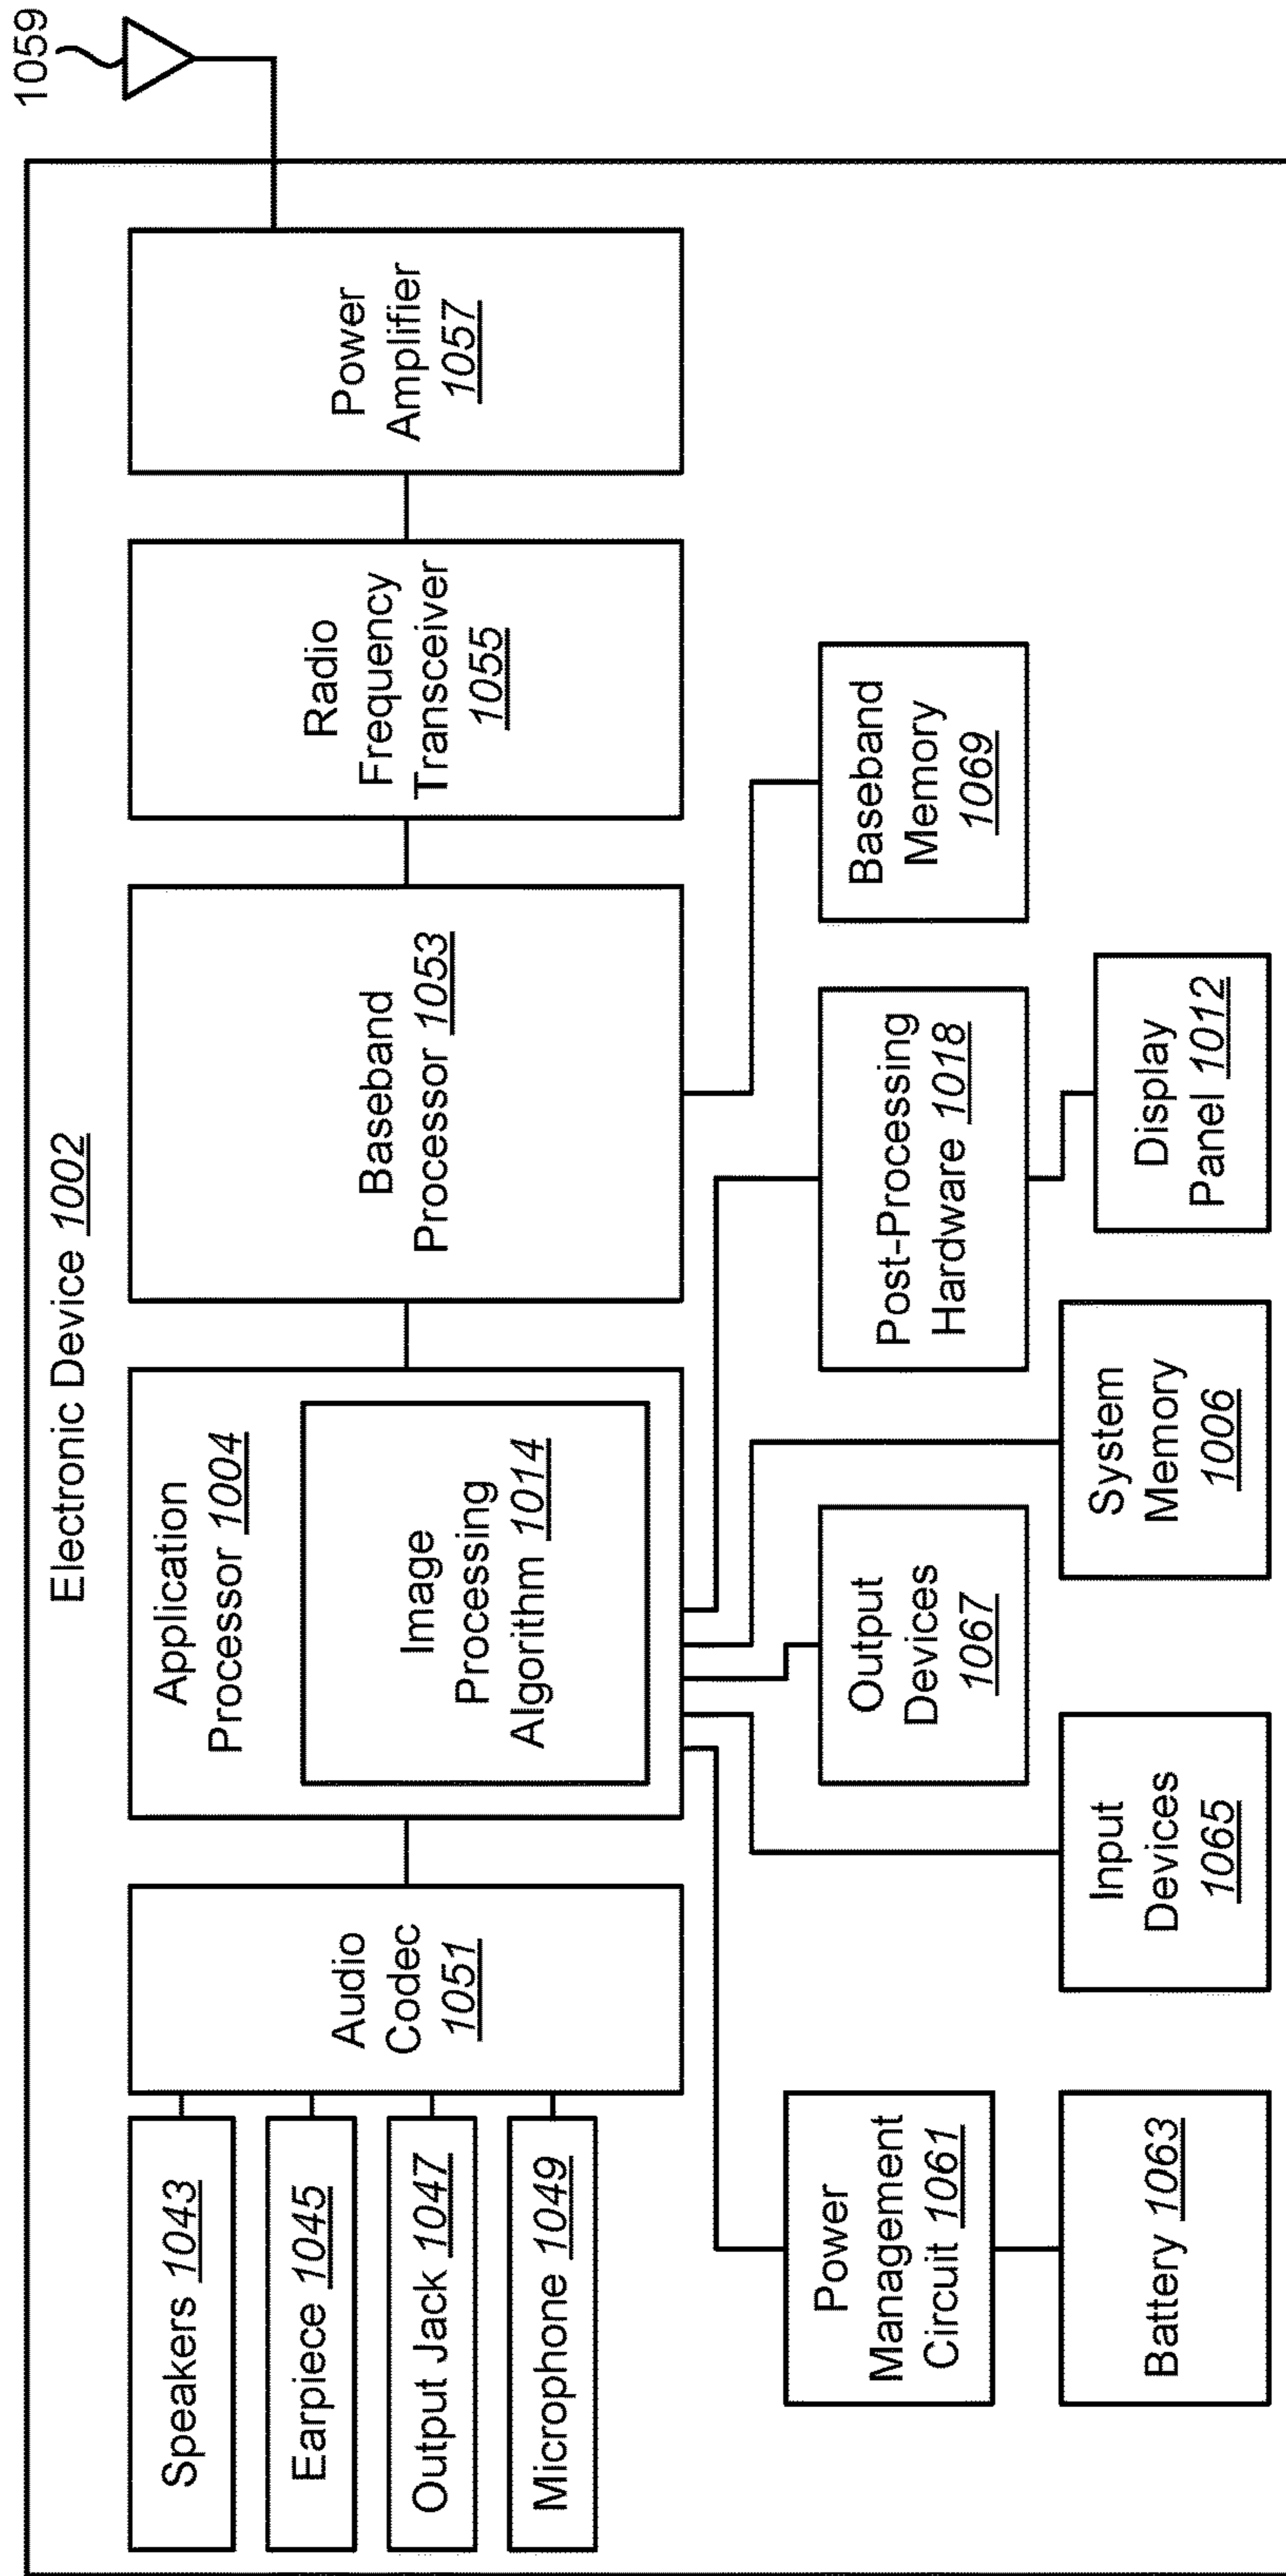 Electronic Device 1002
1059
Speakers 1043
Earpiece 1045
Output Jack 1047
Microphone 1049
Audio
Codec
1051
Application
Processor 1004
Image
Processing
Algorithm 1014
Baseband
Processor 1053
Radio
Frequency
Transceiver
1055
Power
Amplifier
1057
Power
Management
Circuit 1061
Battery 1063
Input
Devices
1065
Output
Devices
1067
System
Memory
1006
Post-Processing
Hardware 1018
Display
Panel 1012
Baseband
Memory
1069